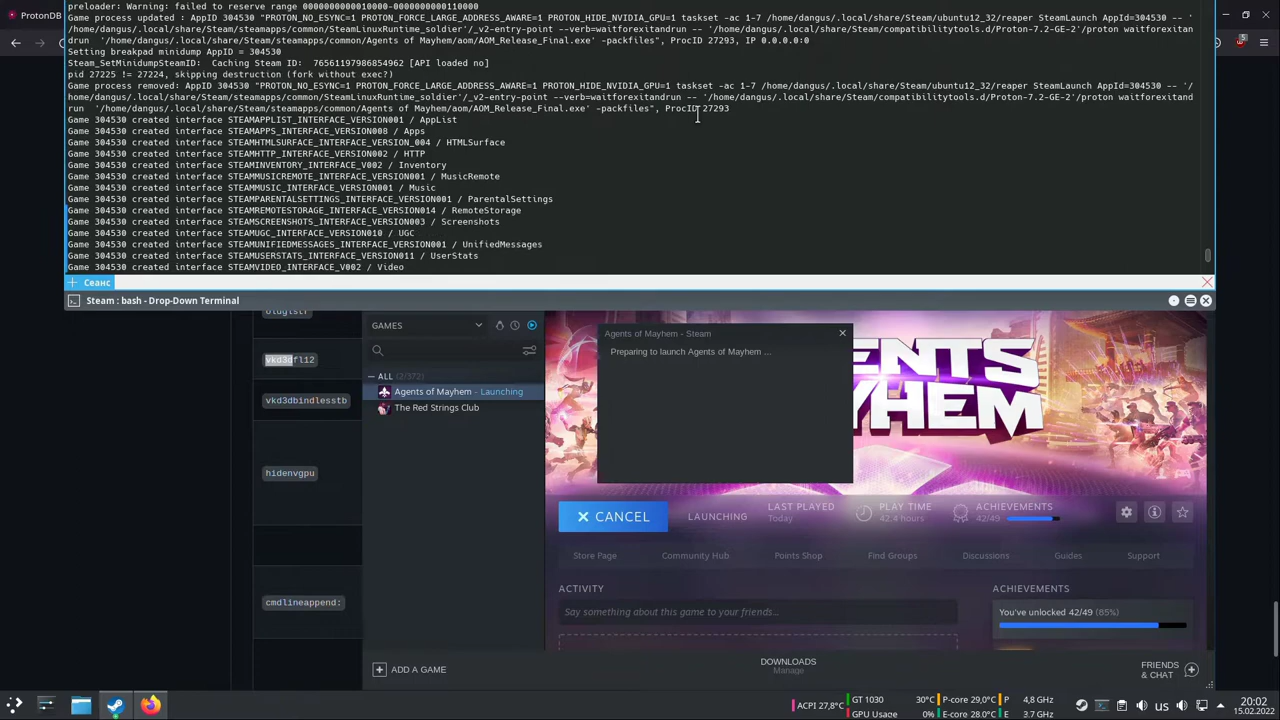 ProtonDB
preloader: Warning: failed to reserve range 0000000000010000-0000000000110000
Game process updated : AppID 304530 "PROTON_NO_ESYNC=1 PROTON_FORCE_LARGE_ADDRESS_AWARE=1 PROTON_HIDE_NVIDIA_GPU=1 taskset -ac 1-7 /home/dangus/.local/share/Steam/ubuntu12_32/reaper SteamLaunch AppId=304530 -- '
/home/dangus/.local/share/Steam/steamapps/common/SteamLinuxRuntime_soldier'/_v2-entry-point --verb=waitforexitandrun -- '/home/dangus/.local/share/Steam/compatibilitytools.d/Proton-7.2-GE-2'/proton waitforexitan
drun  '/home/dangus/.local/share/Steam/steamapps/common/Agents of Mayhem/aom/AOM_Release_Final.exe' -packfiles", ProcID 27293, IP 0.0.0.0:0
Setting breakpad minidump AppID = 304530
Steam_SetMinidumpSteamID:  Caching Steam ID:  76561197986854962 [API loaded no]
pid 27225 != 27224, skipping destruction (fork without exec?)
Game process removed: AppID 304530 "PROTON_NO_ESYNC=1 PROTON_FORCE_LARGE_ADDRESS_AWARE=1 PROTON_HIDE_NVIDIA_GPU=1 taskset -ac 1-7 /home/dangus/.local/share/Steam/ubuntu12_32/reaper SteamLaunch AppId=304530 -- '/
home/dangus/.local/share/Steam/steamapps/common/SteamLinuxRuntime_soldier'/_v2-entry-point --verb=waitforexitandrun -- '/home/dangus/.local/share/Steam/compatibilitytools.d/Proton-7.2-GE-2'/proton waitforexitand
run  '/home/dangus/.local/share/Steam/steamapps/common/Agents of Mayhem/aom/AOM_Release_Final.exe' -packfiles", ProcID 27293
Game 304530 created interface STEAMAPPLIST_INTERFACE_VERSION001 / AppList
Game 304530 created interface STEAMAPPS_INTERFACE_VERSION008 / Apps
Game 304530 created interface STEAMHTMLSURFACE_INTERFACE_VERSION_004 / HTMLSurface
Game 304530 created interface STEAMHTTP_INTERFACE_VERSION002 / HTTP
Game 304530 created interface STEAMINVENTORY_INTERFACE_V002 / Inventory
Game 304530 created interface STEAMMUSICREMOTE_INTERFACE_VERSION001 / MusicRemote
Game 304530 created interface STEAMMUSIC_INTERFACE_VERSION001 / Music
Game 304530 created interface STEAMPARENTALSETTINGS_INTERFACE_VERSION001 / ParentalSettings
Game 304530 created interface STEAMREMOTESTORAGE_INTERFACE_VERSION014 / RemoteStorage
Game 304530 created interface STEAMSCREENSHOTS_INTERFACE_VERSION003 / Screenshots
Game 304530 created interface STEAMUGC_INTERFACE_VERSION010 / UGC
Game 304530 created interface STEAMUNIFIEDMESSAGES_INTERFACE_VERSION001 / UnifiedMessages
Game 304530 created interface STEAMUSERSTATS_INTERFACE_VERSION011 / UserStats
Game 304530 created interface STEAMVIDEO_INTERFACE_V002 / Video
Сеанс
Steam : bash - Drop-Down Terminal
oldglstr
vkd3dfl12
vkd3dbindlesstb
hidenvgpu
cmdlineappend:
GAMES
ALL (2/372)
Agents of Mayhem - Launching
The Red Strings Club
Agents of Mayhem - Steam
Preparing to launch Agents of Mayhem ...
CANCEL
LAUNCHING
LAST PLAYED
Today
PLAY TIME
42.4 hours
ACHIEVEMENTS
42/49
Store Page
Community Hub
Points Shop
Find Groups
Discussions
Guides
Support
ACTIVITY
Say something about this game to your friends...
ACHIEVEMENTS
You've unlocked 42/49 (85%)
ADD A GAME
DOWNLOADS
Manage
FRIENDS
& CHAT
ACPI 27,8°C
GT 1030
30°C
P-core 29,0°C
P
4,8 GHz
GPU Usage
0%
E-core 28.0°C
E
3.7 GHz
us
20:02
15.02.2022